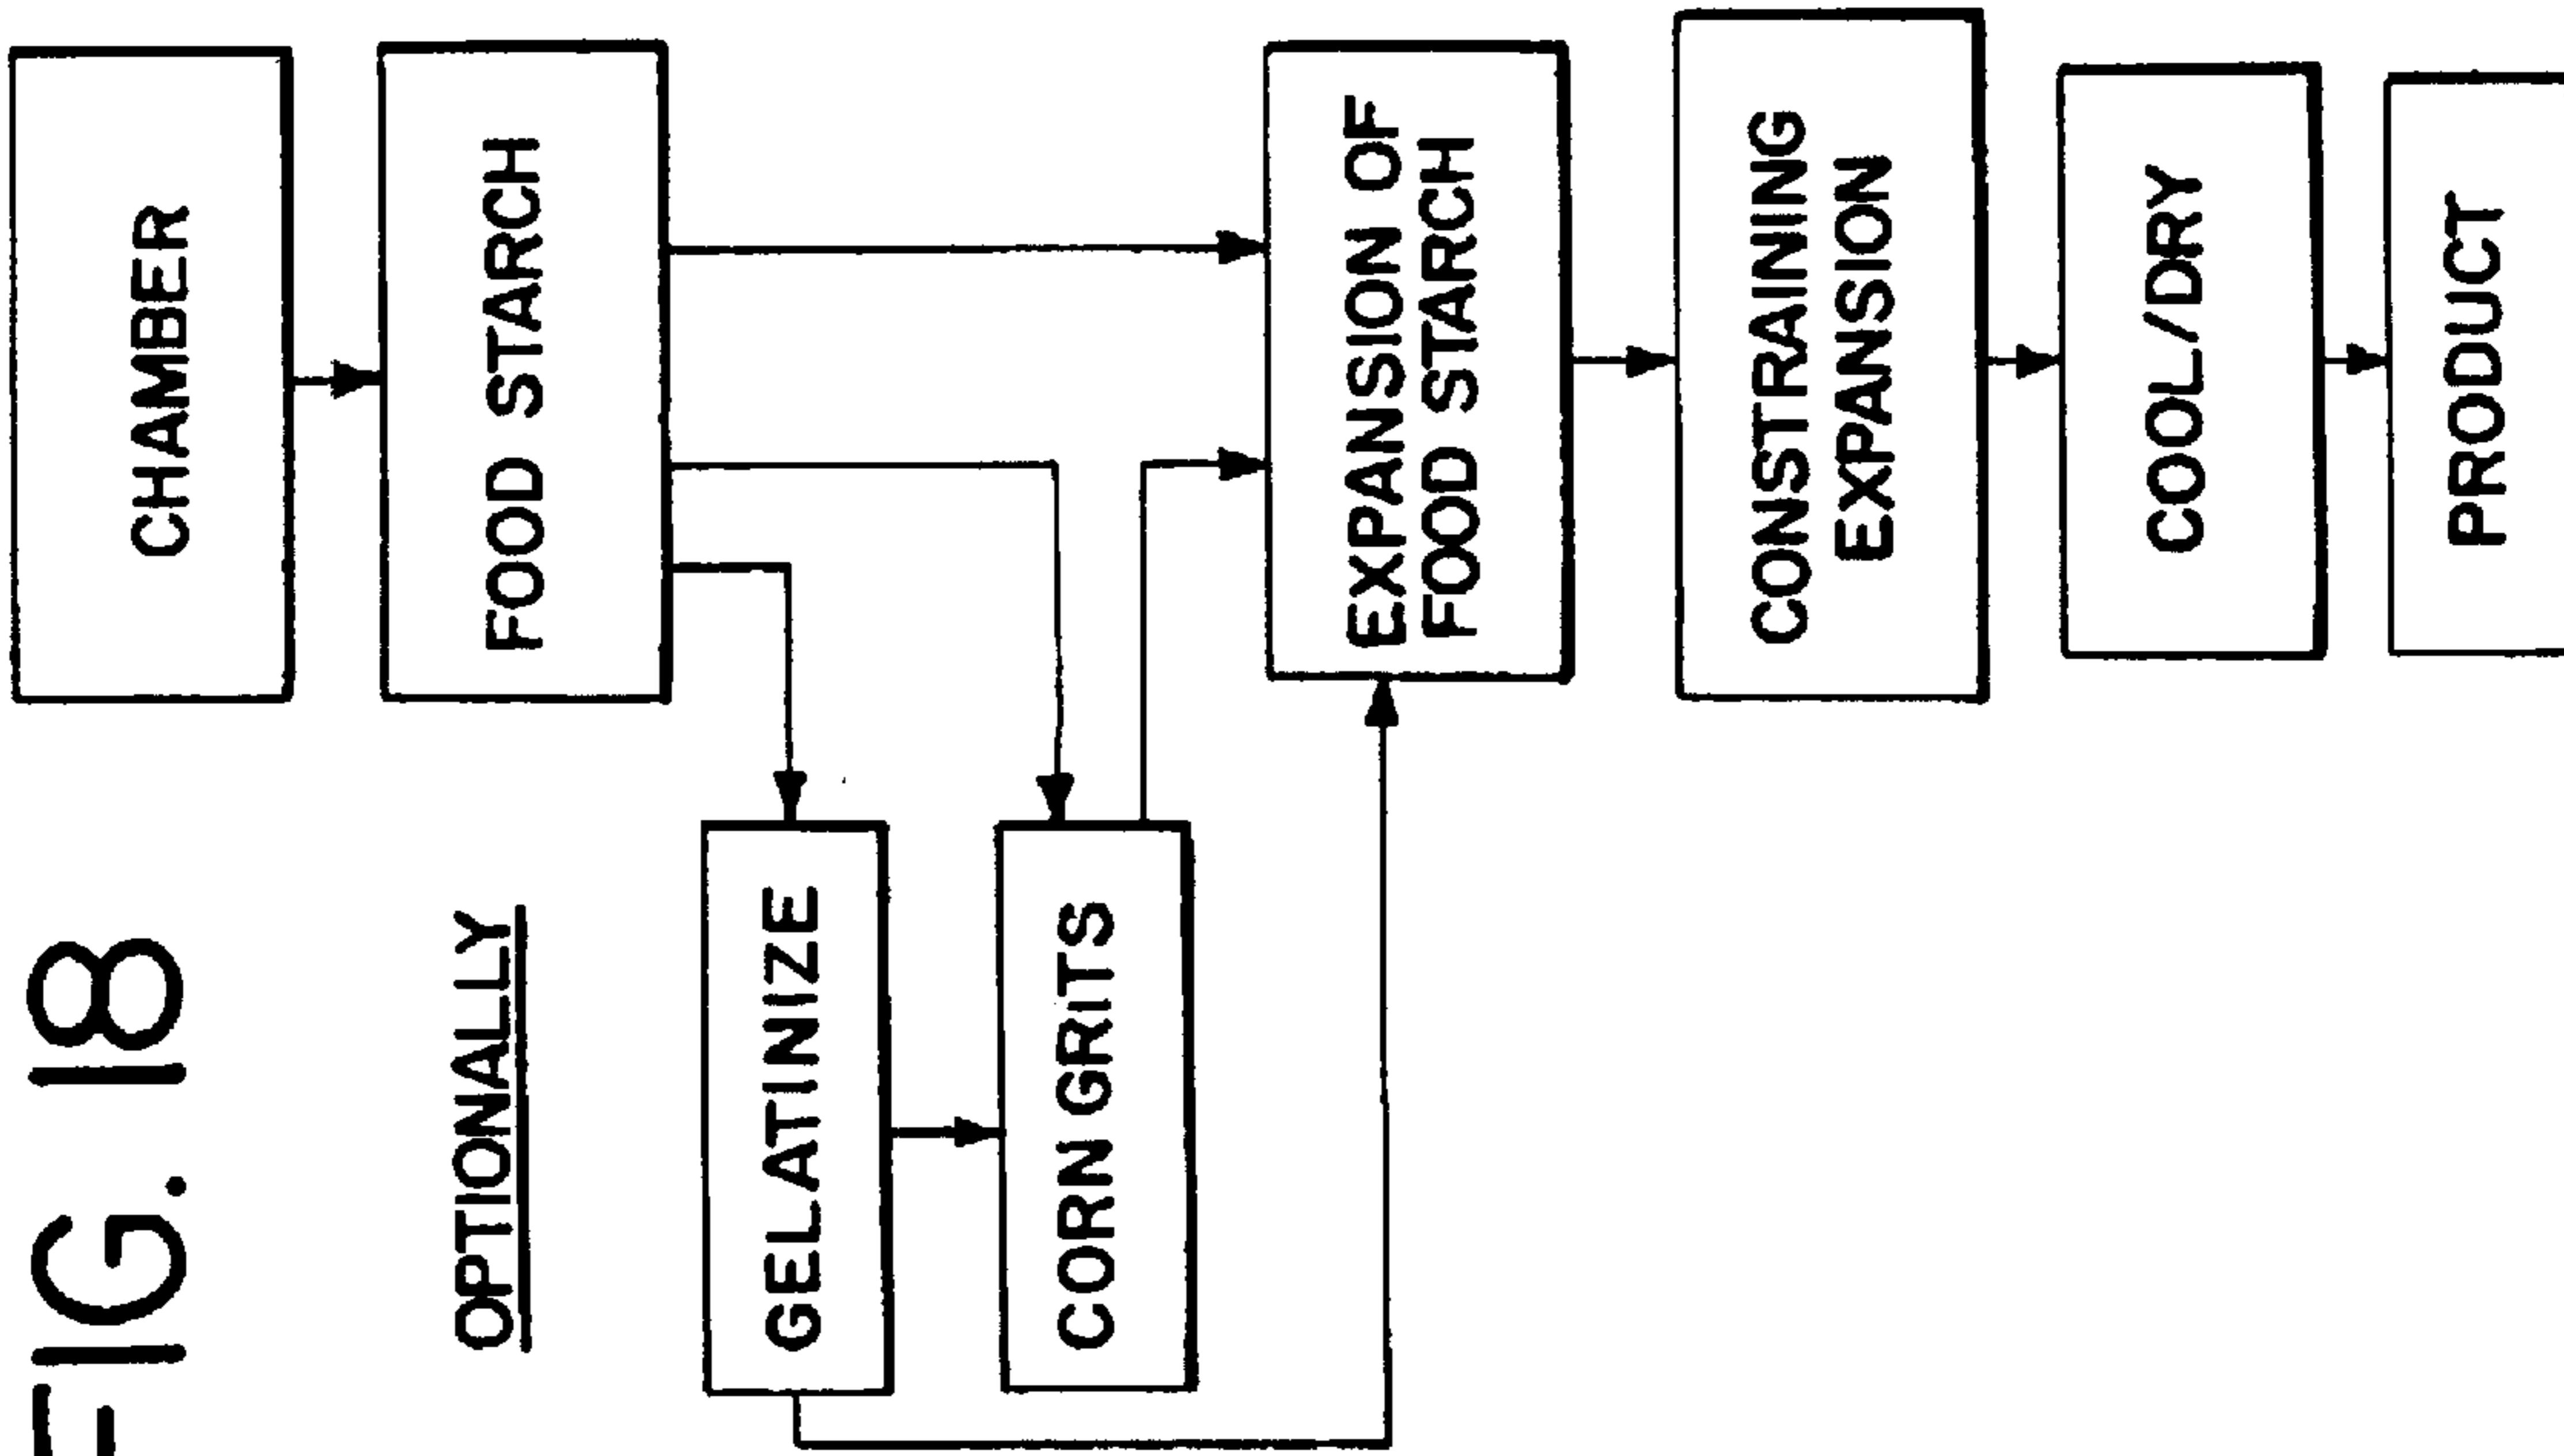 FIG. 18
OPTIONALLY
CHAMBER
FOOD STARCH
GELATINIZE
CORN GRITS
EXPANSION OF
FOOD STARCH
CONSTRAINING
EXPANSION
COOL/DRY
PRODUCT